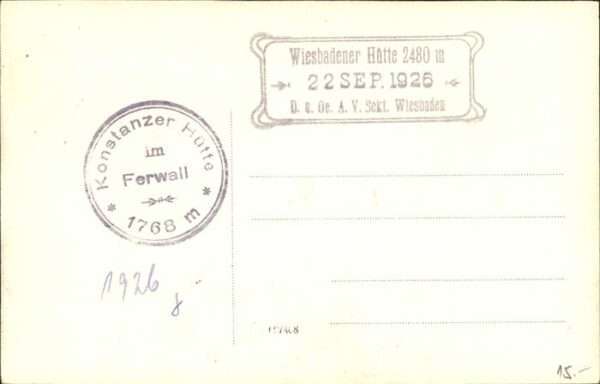 Wiesbadener Hütte 2480 m
22 SEP. 1926
D. u. Oe. A. V. Sekt. Wiesbaden
Konstanzer Hütte
im
Ferwall
1768 m
1926
15.-